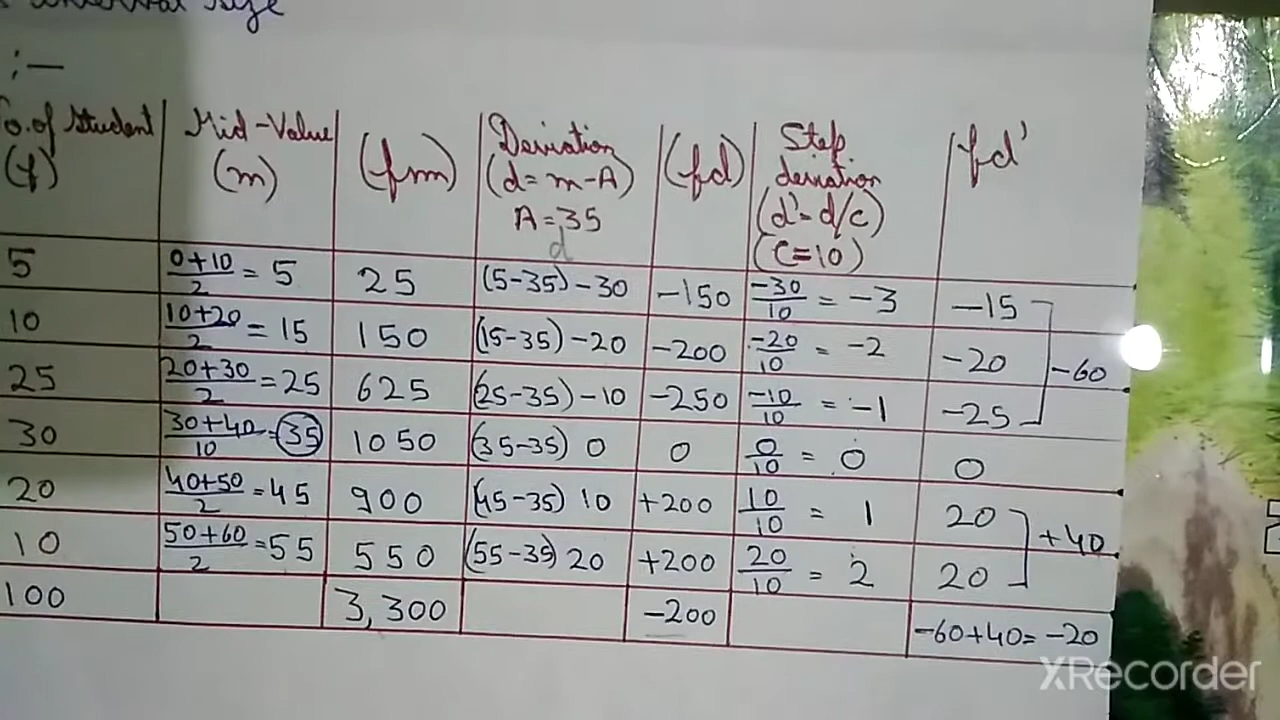 interval size
:—
No. of Student | Mid-Value | (fm) | Deviation | (fd) | Step | fd'
(f) | (m) | (d = m-A) | deviation
A = 35 | (d' = d/c)
d | (C = 10)
5 | 0+10/2 = 5 | 25 | (5-35) -30 | -150 | -30/10 = -3 | -15
10 | 10+20/2 = 15 | 150 | (15-35) -20 | -200 | -20/10 = -2 | -20 | -60
25 | 20+30/2 = 25 | 625 | (25-35) -10 | -250 | -10/10 = -1 | -25
30 | 30+40/10 = 35 | 1050 | (35-35) 0 | 0 | 0/10 = 0 | 0
20 | 40+50/2 = 45 | 900 | (45-35) 10 | +200 | 10/10 = 1 | 20 | +40
10 | 50+60/2 = 55 | 550 | (55-35) 20 | +200 | 20/10 = 2 | 20
100 | 3,300 | -200 | -60+40 = -20
XRecorder